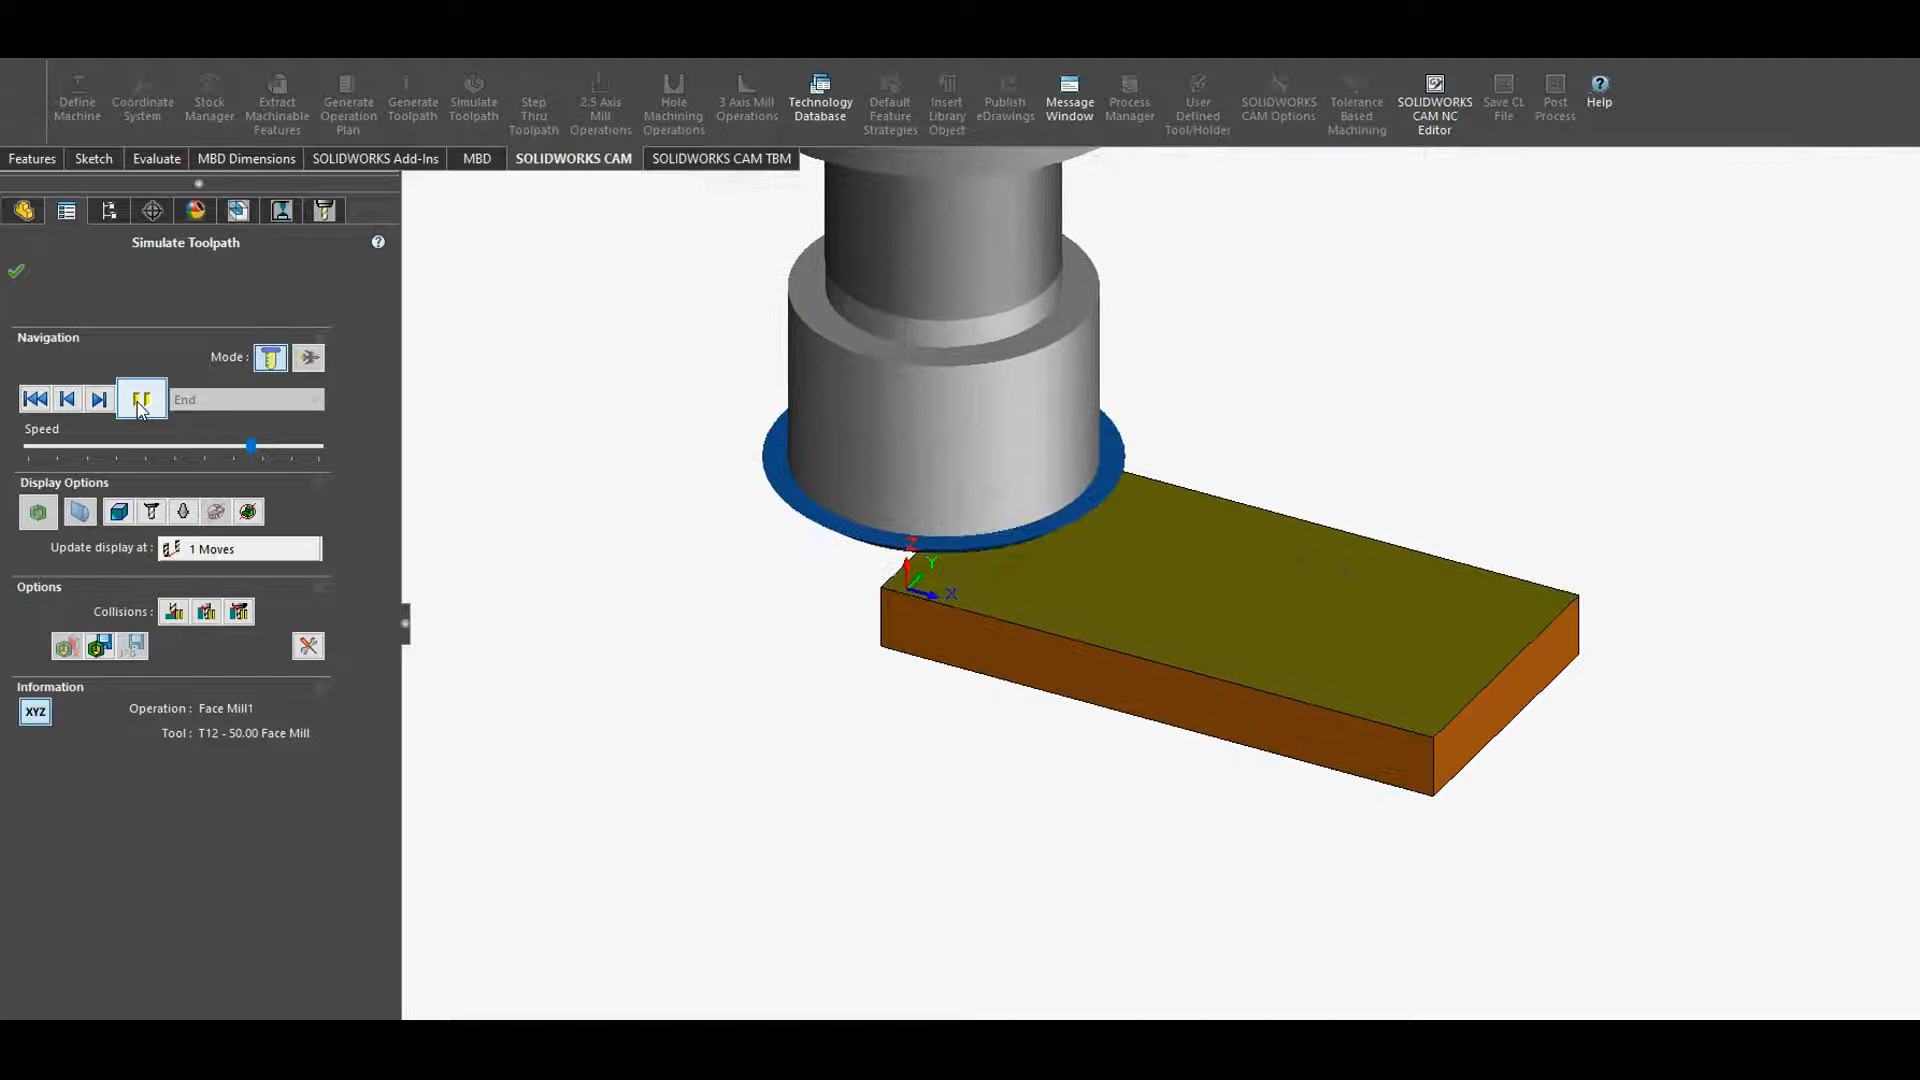 Define
Machine
Coordinate
System
Stock
Manager
Extract
Machinable
Features
Generate
Operation
Plan
Generate
Toolpath
Simulate
Toolpath
Step
Thru
Toolpath
2.5 Axis
Mill
Operations
Hole
Machining
Operations
3 Axis Mill
Operations
Technology
Database
Default
Feature
Strategies
Insert
Library
Object
Publish
eDrawings
Message
Window
Process
Manager
User
Defined
Tool/Holder
SOLIDWORKS
CAM Options
Tolerance
Based
Machining
SOLIDWORKS
CAM NC
Editor
Save CL
File
Post
Process
Help
Features Sketch Evaluate MBD Dimensions SOLIDWORKS Add-Ins MBD SOLIDWORKS CAM SOLIDWORKS CAM TBM
Simulate Toolpath
Navigation
Mode :
End
Speed
Display Options
Update display at : 1 Moves
Options
Collisions :
Information
XYZ
Operation : Face Mill1
Tool : T12 - 50.00 Face Mill
Z
Y
X